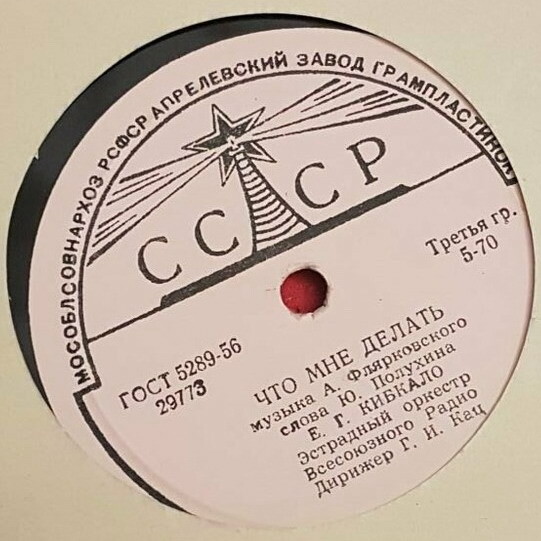 МОСОБЛСОВНАРХОЗ РСФСР АПРЕЛЕВСКИЙ ЗАВОД ГРАМПЛАСТИНОК
СССР
Третья гр.
5-70
ГОСТ 5289-56
29773
ЧТО МНЕ ДЕЛАТЬ
музыка А. Флярковского
слова Ю. Полухина
Е. Г. КИБКАЛО
Эстрадный оркестр
Всесоюзного Радио
Дирижер Г. И. Кац